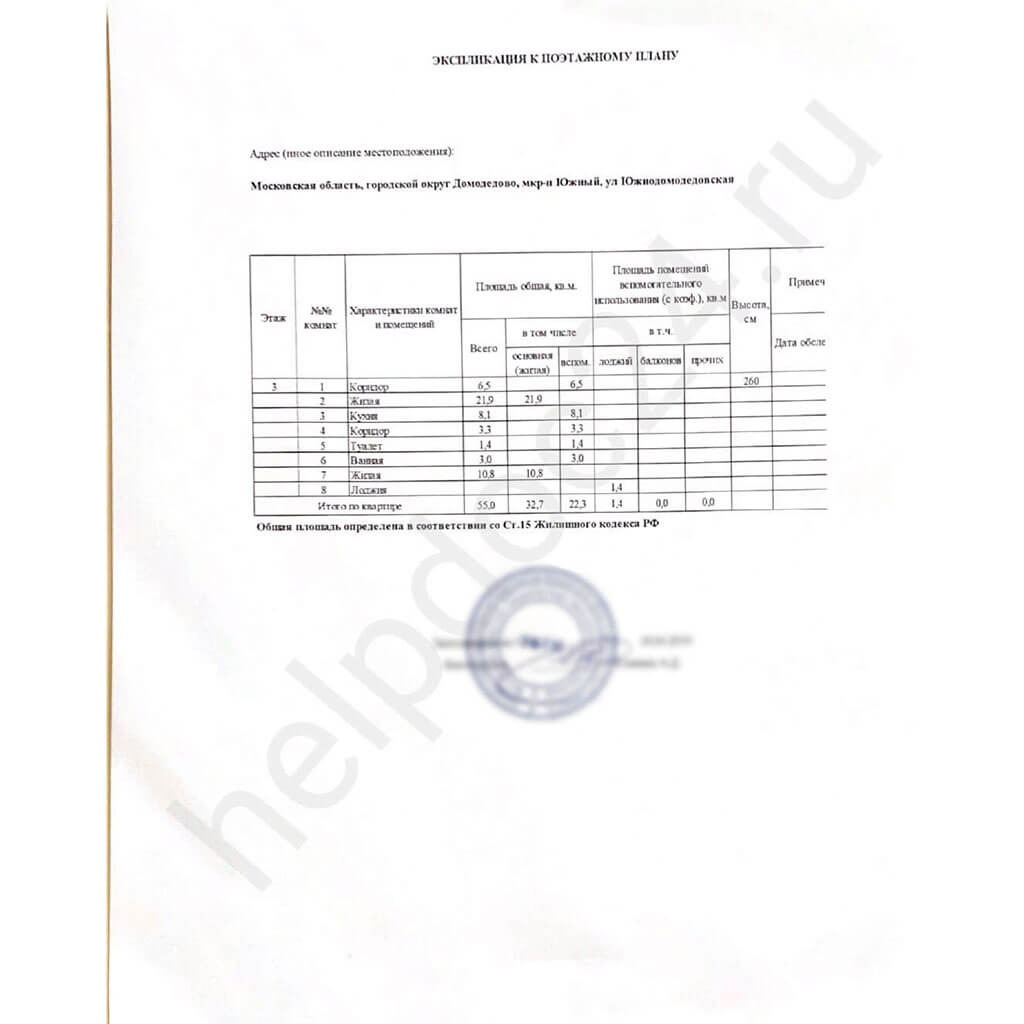 ЭКСПЛИКАЦИЯ К ПОЭТАЖНОМУ ПЛАНУ
Адрес (иное описание местоположения):
Московская область, городской округ Домодедово, мкр-н Южный, ул Южнодомодедовская
Этаж
№№ комнат
Характеристики комнат и помещений
Площадь общая, кв.м.
Площадь помещений вспомогательного использования (с коэф.), кв.м
Высота, см
Примеч
Всего
в том числе
в т.ч.
Дата обсле
основная (жилая)
вспом.
лоджий
балконов
прочих
3 1 Коридор 6,5 6,5 260
2 Жилая 21,9 21,9
3 Кухня 8,1 8,1
4 Коридор 3,3 3,3
5 Туалет 1,4 1,4
6 Ванная 3,0 3,0
7 Жилая 10,8 10,8
8 Лоджия 1,4
Итого по квартире 55,0 32,7 22,3 1,4 0,0 0,0
Общая площадь определена в соответствии со Ст.15 Жилищного кодекса РФ
helpdoc24.ru